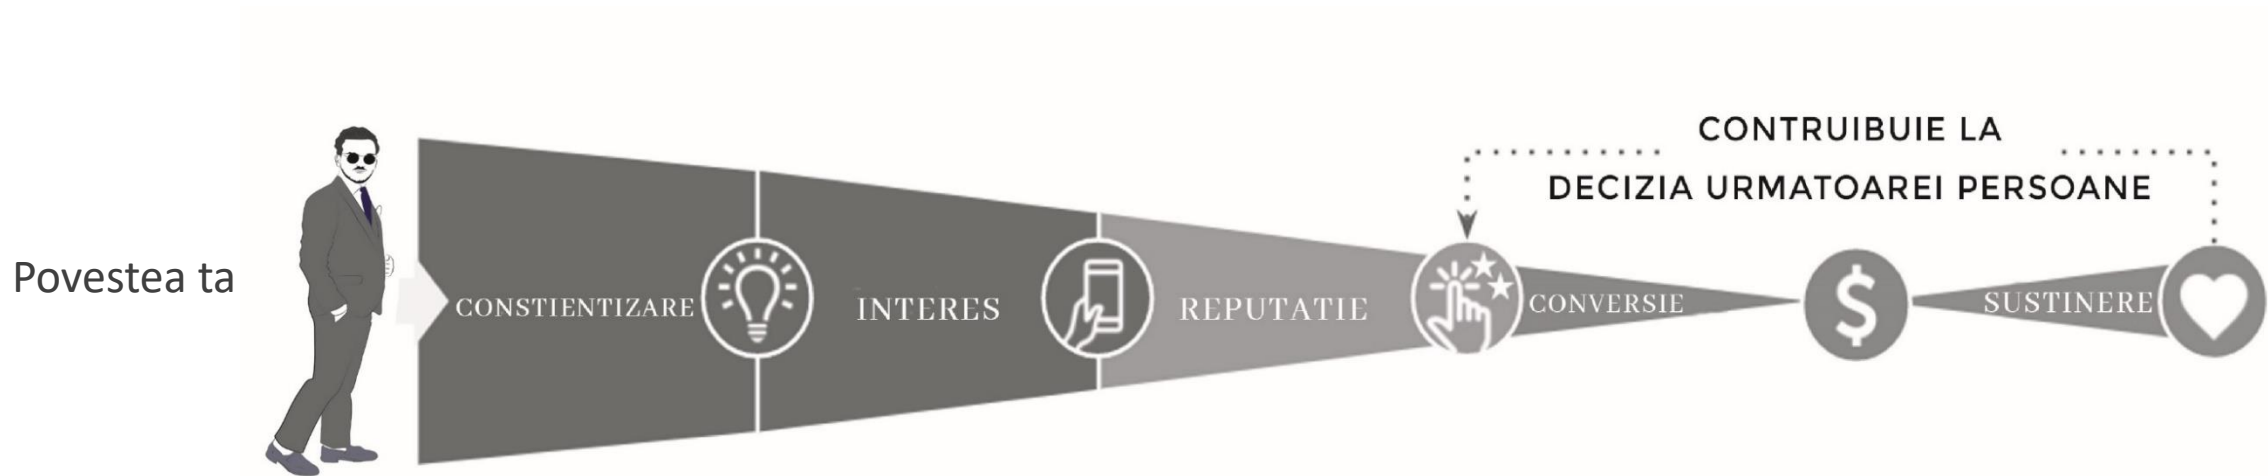 Povestea ta
CONSTIENTIZARE
INTERES
REPUTATIE
CONTRUIBUIE LA
DECIZIA URMATOAREI PERSOANE
CONVERSIE
$
SUSTINERE